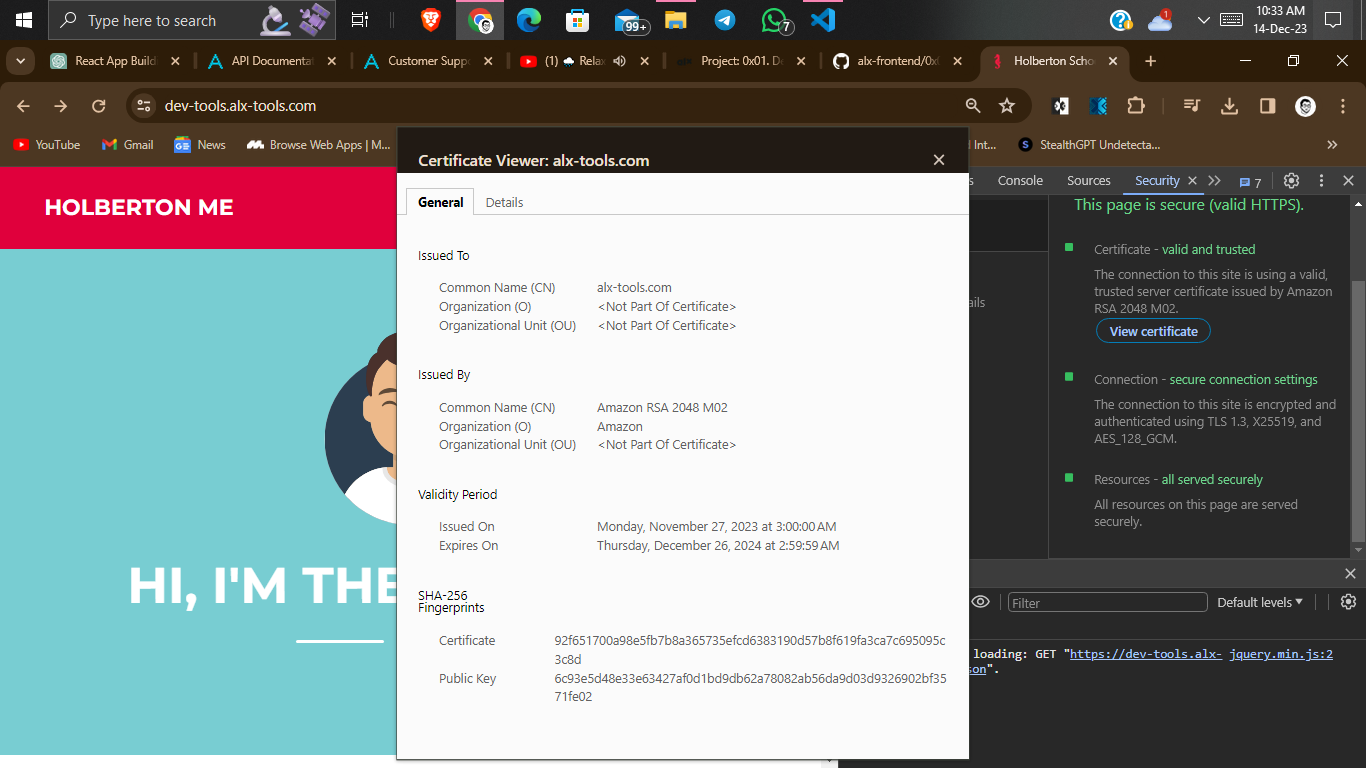 Type here to search
99+
7
1
10:33 AM
14-Dec-23
React App Build
API Documenta
Customer Supp
(1) Relax
Project: 0x01. De
alx-frontend/0x0
Holberton Scho
dev-tools.alx-tools.com
YouTube
Gmail
News
Browse Web Apps | M...
d Int...
StealthGPT Undetecta...
HOLBERTON ME
HI, I'M THE
Certificate Viewer: alx-tools.com
General
Details
Issued To
Common Name (CN) alx-tools.com
Organization (O) <Not Part Of Certificate>
Organizational Unit (OU) <Not Part Of Certificate>
Issued By
Common Name (CN) Amazon RSA 2048 M02
Organization (O) Amazon
Organizational Unit (OU) <Not Part Of Certificate>
Validity Period
Issued On Monday, November 27, 2023 at 3:00:00 AM
Expires On Thursday, December 26, 2024 at 2:59:59 AM
SHA-256
Fingerprints
Certificate 92f651700a98e5fb7b8a365735efcd6383190d57b8f619fa3ca7c695095c
3c8d
Public Key 6c93e5d48e33e63427af0d1bd9db62a78082ab56da9d03d9326902bf35
71fe02
s
Console
Sources
Security
7
ails
This page is secure (valid HTTPS).
Certificate - valid and trusted
The connection to this site is using a valid,
trusted server certificate issued by Amazon
RSA 2048 M02.
View certificate
Connection - secure connection settings
The connection to this site is encrypted and
authenticated using TLS 1.3, X25519, and
AES_128_GCM.
Resources - all served securely
All resources on this page are served
securely.
Filter
Default levels
loading: GET "https://dev-tools.alx- jquery.min.js:2
son".